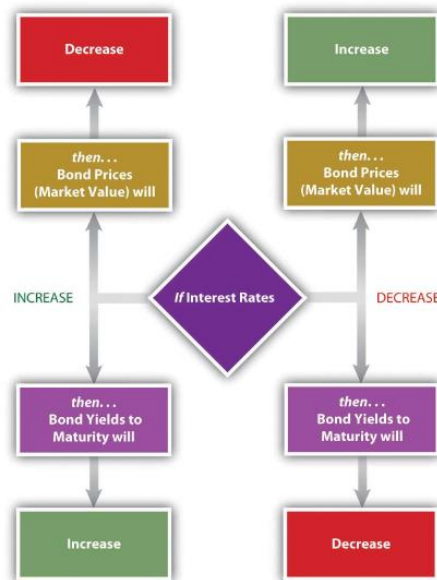 Decrease
Increase
then...
Bond Prices
(Market Value) will
then...
Bond Prices
(Market Value) will
INCREASE
If Interest Rates
DECREASE
then...
Bond Yields to
Maturity will
then...
Bond Yields to
Maturity will
Increase
Decrease